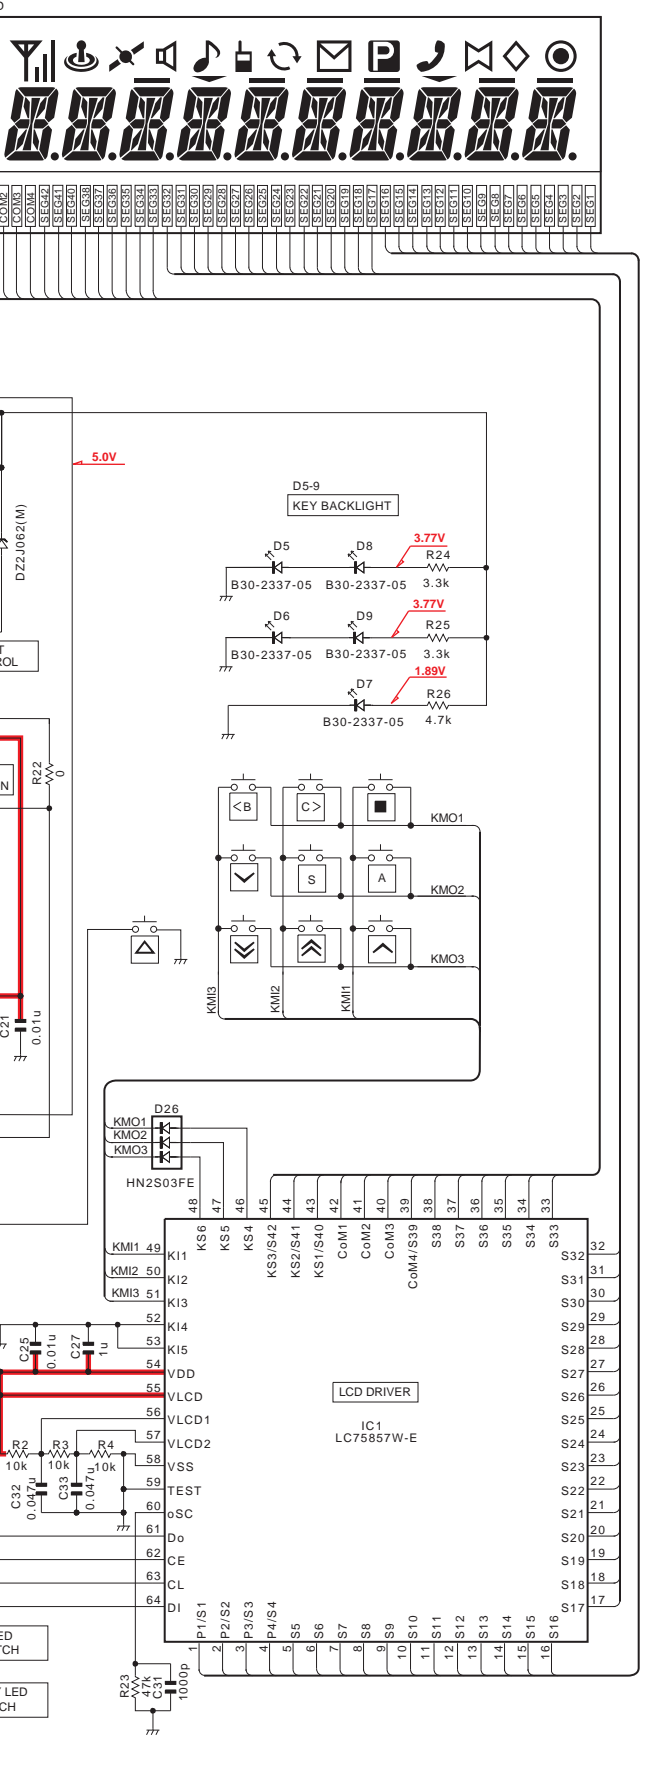 P
COM2 COM3 COM4 SEG42 SEG41 SEG40 SEG38 SEG37 SEG36 SEG35 SEG34 SEG33 SEG32 SEG31 SEG30 SEG29 SEG28 SEG27 SEG26 SEG25 SEG24 SEG23 SEG22 SEG21 SEG20 SEG19 SEG18 SEG17 SEG16 SEG15 SEG14 SEG13 SEG12 SEG11 SEG10 SEG9 SEG8 SEG7 SEG6 SEG5 SEG4 SEG3 SEG2 SEG1
5.0V
D5-9
KEY BACKLIGHT
DZ2J062(M)
D5 D8 3.77V R24
B30-2337-05 B30-2337-05 3.3k
D6 D9 3.77V R25
B30-2337-05 B30-2337-05 3.3k
T
ROL
D7 1.89V R26
B30-2337-05 4.7k
N
R22
0
<B C> KMO1
S A KMO2
KMO3
KMI3 KMI2 KMI1
C21
0.01u
D26
KMO1
KMO2
KMO3
HN2S03FE
48 47 46 45 44 43 42 41 40 39 38 37 36 35 34 33
KS6 KS5 KS4 KS3/S42 KS2/S41 KS1/S40 CoM1 CoM2 CoM3 CoM4/S39 S38 S37 S36 S35 S34 S33
KMI1 49 KI1
KMI2 50 KI2
KMI3 51 KI3
52 KI4
53 KI5
54 VDD
55 VLCD
56 VLCD1
57 VLCD2
58 VSS
59 TEST
60 oSC
61 Do
62 CE
63 CL
64 DI
C25
0.01u
C27
1u
R2 R3 R4
10k 10k 10k
C32
0.047u
C33
0.047u
LCD DRIVER
IC1
LC75857W-E
S32 32
S31 31
S30 30
S29 29
S28 28
S27 27
S26 26
S25 25
S24 24
S23 23
S22 22
S21 21
S20 20
S19 19
S18 18
S17 17
P1/S1 P2/S2 P3/S3 P4/S4 S5 S6 S7 S8 S9 S10 S11 S12 S13 S14 S15 S16
1 2 3 4 5 6 7 8 9 10 11 12 13 14 15 16
ED
TCH
LED
CH
R23
47k
C31
1000p